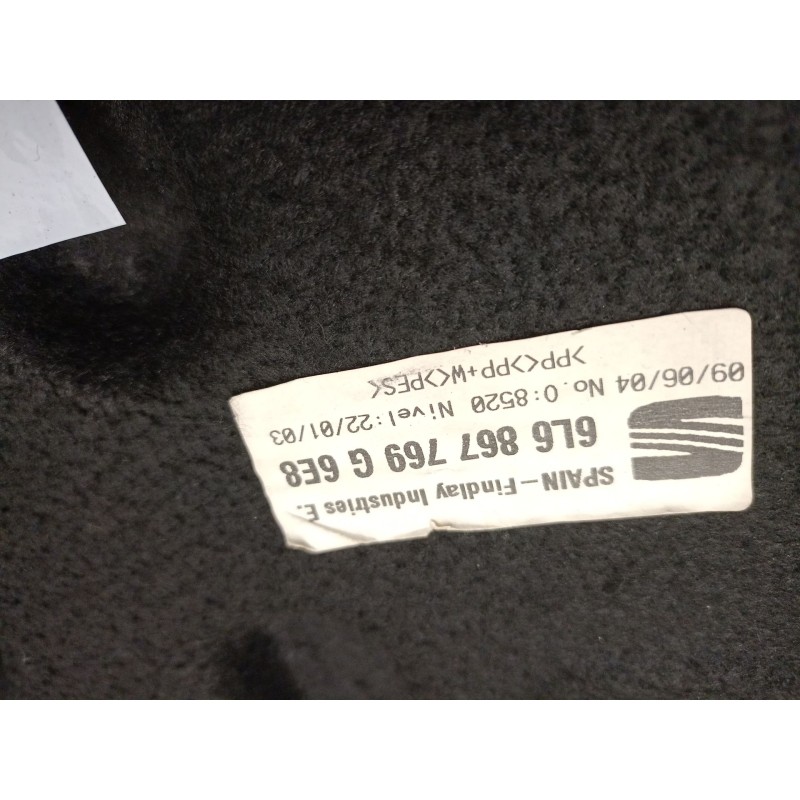 SPAIN – Findlay Industries E.
6L6 867 769 G 6E8
09/06/04 No.O:8520 Nivel:22/01/03
>PP<>PP+W<>PES<